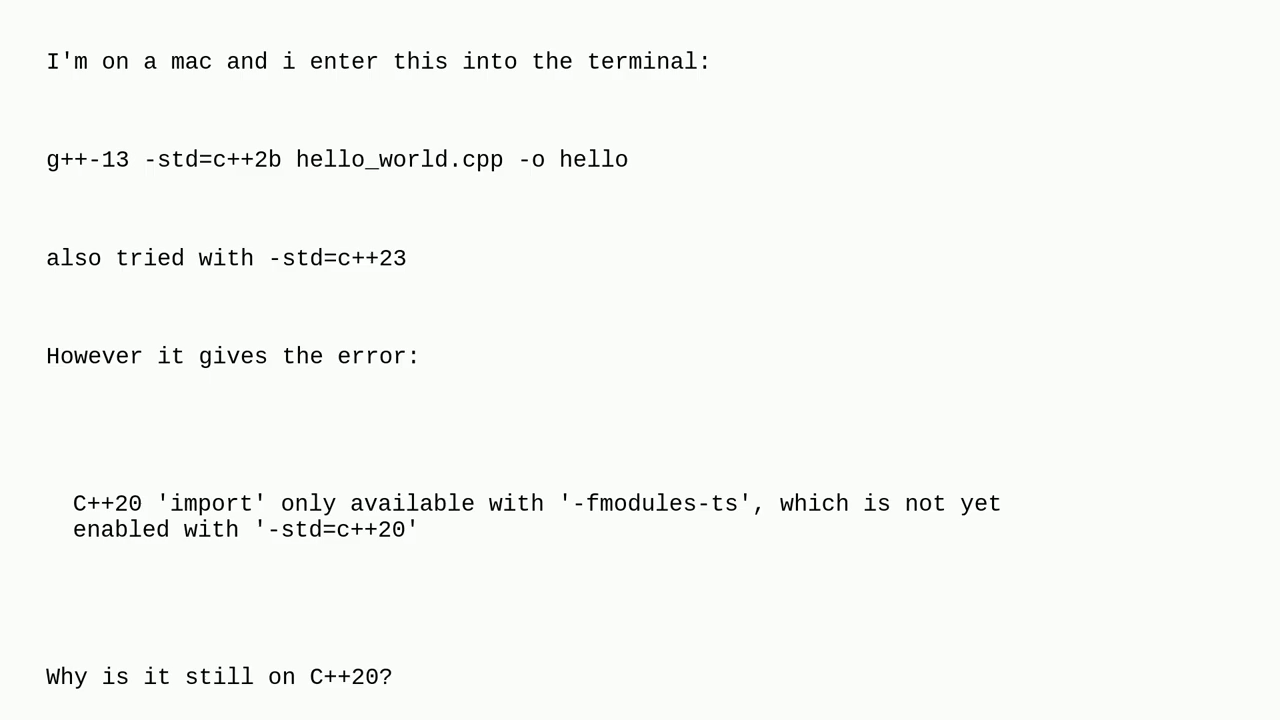 I'm on a mac and i enter this into the terminal:
g++-13 -std=c++2b hello_world.cpp -o hello
also tried with -std=c++23
However it gives the error:
C++20 'import' only available with '-fmodules-ts', which is not yet
enabled with '-std=c++20'
Why is it still on C++20?